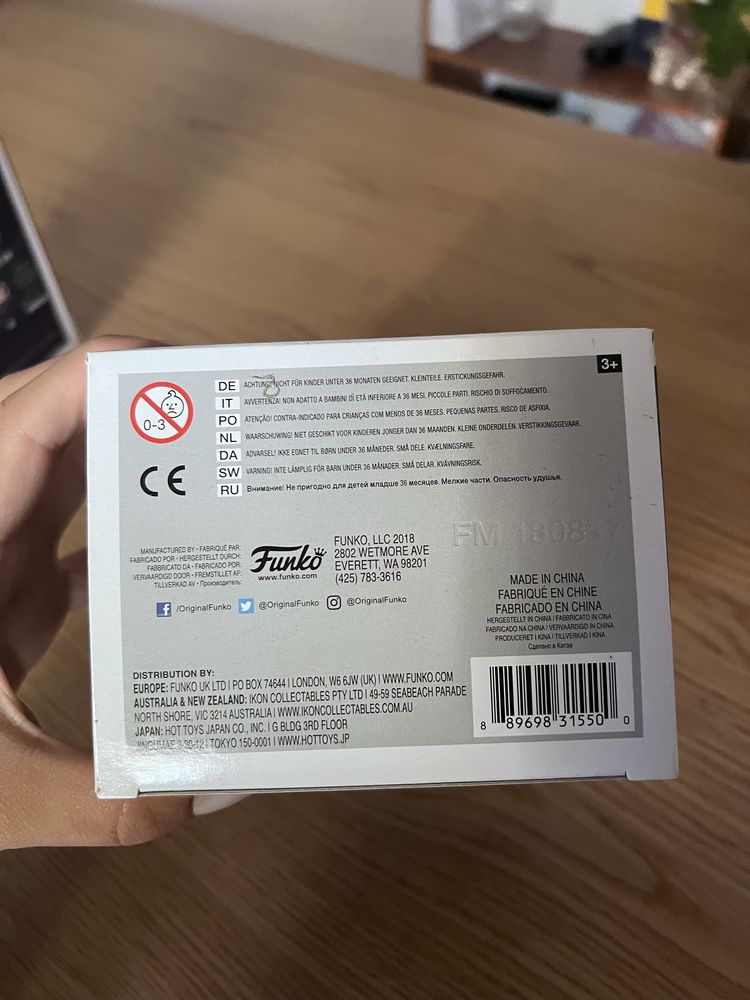 3+
0-3
DE ACHTUNG! NICHT FÜR KINDER UNTER 36 MONATEN GEEIGNET. KLEINTEILE. ERSTICKUNGSGEFAHR.
IT AVVERTENZA! NON ADATTO A BAMBINI DI ETÀ INFERIORE A 36 MESI. PICCOLE PARTI. RISCHIO DI SOFFOCAMENTO.
PO ATENÇÃO! CONTRA-INDICADO PARA CRIANÇAS COM MENOS DE 36 MESES. PEQUENAS PARTES. RISCO DE ASFIXIA.
NL WAARSCHUWING! NIET GESCHIKT VOOR KINDEREN JONGER DAN 36 MAANDEN. KLEINE ONDERDELEN. VERSTIKKINGSGEVAAR.
DA ADVARSEL! IKKE EGNET TIL BØRN UNDER 36 MÅNEDER. SMÅ DELE. KVÆLNINGSFARE.
SW VARNING! INTE LÄMPLIG FÖR BARN UNDER 36 MÅNADER. SMÅ DELAR. KVÄVNINGSRISK.
RU Внимание! Не пригодно для детей младше 36 месяцев. Мелкие части. Опасность удушья.
CE
MANUFACTURED BY • FABRIQUÉ PAR:
FABRICADO POR • HERGESTELLT DURCH:
FABBRICATO DA • FABRICADO POR:
VERVAARDIGD DOOR • FREMSTILLET AF:
TILLVERKAD AV • Производитель:
Funko
www.funko.com
FUNKO, LLC 2018
2802 WETMORE AVE
EVERETT, WA 98201
(425) 783-3616
/OriginalFunko @OriginalFunko @OriginalFunko
FM
MADE IN CHINA
FABRIQUÉ EN CHINE
FABRICADO EN CHINA
HERGESTELLT IN CHINA / FABBRICATO IN CINA
FABRICADO NA CHINA / VERVAARDIGD IN CHINA
PRODUCERET I KINA / TILLVERKAD I KINA
Сделано в Китае
DISTRIBUTION BY:
EUROPE: FUNKO UK LTD | PO BOX 74644 | LONDON, W6 6JW (UK) | WWW.FUNKO.COM
AUSTRALIA & NEW ZEALAND: IKON COLLECTABLES PTY LTD | 49-59 SEABEACH PARADE
NORTH SHORE, VIC 3214 AUSTRALIA | WWW.IKONCOLLECTABLES.COM.AU
JAPAN: HOT TOYS JAPAN CO., INC. | G BLDG 3RD FLOOR
JINGUMAE 2-30-12 | TOKYO 150-0001 | WWW.HOTTOYS.JP
8 89698 31550 0